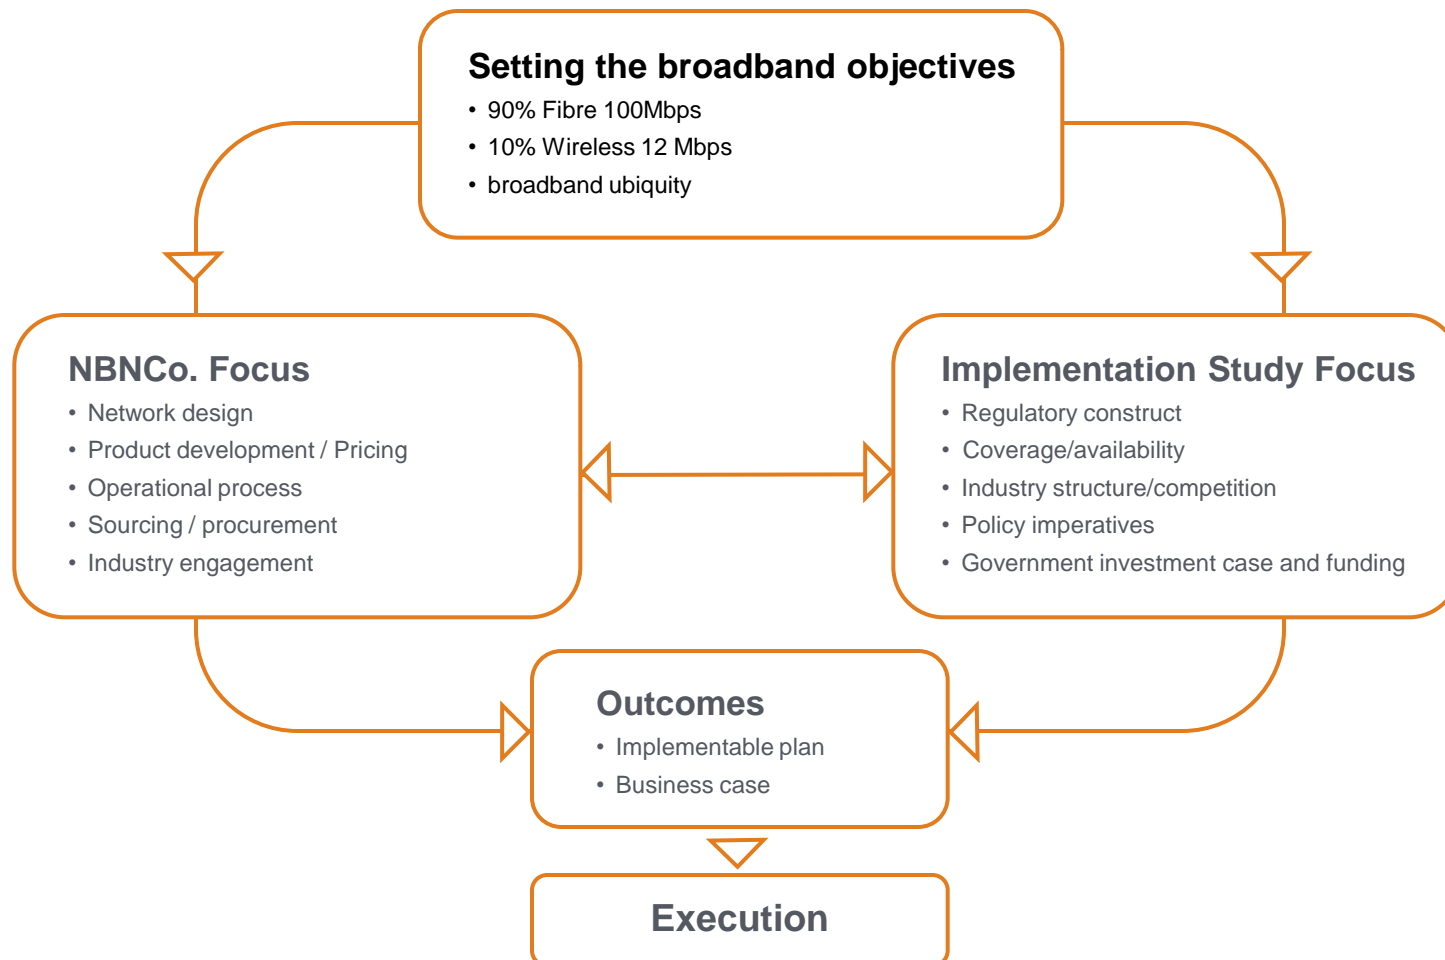 Setting the broadband objectives
• 90% Fibre 100Mbps
• 10% Wireless 12 Mbps
• broadband ubiquity
NBNCo. Focus
• Network design
• Product development / Pricing
• Operational process
• Sourcing / procurement
• Industry engagement
Implementation Study Focus
• Regulatory construct
• Coverage/availability
• Industry structure/competition
• Policy imperatives
• Government investment case and funding
Outcomes
• Implementable plan
• Business case
Execution